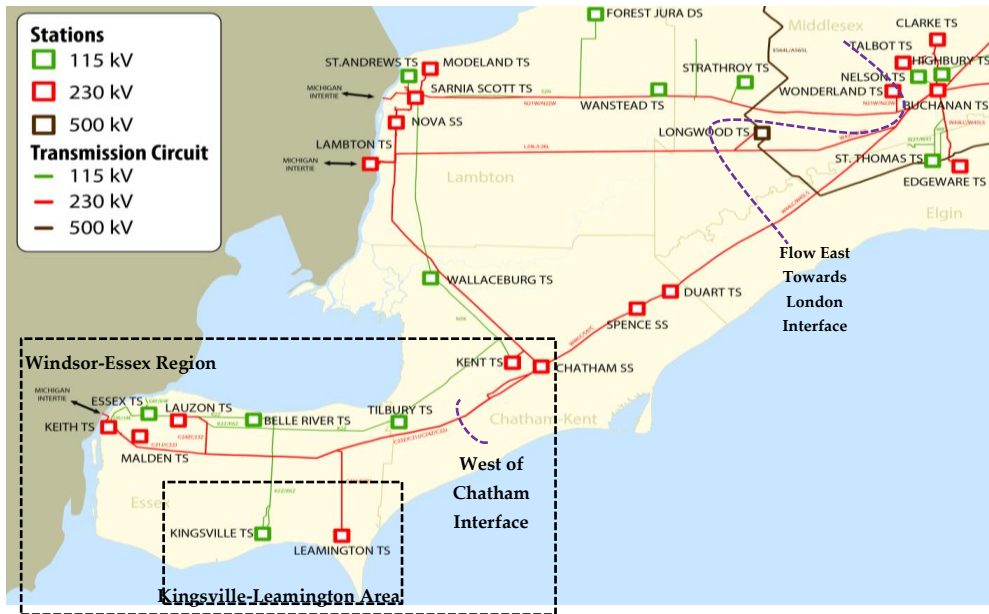 Stations
115 kV
230 kV
500 kV
Transmission Circuit
115 kV
230 kV
500 kV
FOREST JURA DS
Middlesex
CLARKE TS
TALBOT TS
HIGHBURY TS
NELSON TS
WONDERLAND TS
BUCHANAN TS
ST.ANDREWS TS
MODELAND TS
STRATHROY TS
MICHIGAN
INTERTIE
SARNIA SCOTT TS
N21W/N22W
WANSTEAD TS
NOVA SS
LONGWOOD TS
LAMBTON TS
MICHIGAN
INTERTIE
L24L/L26L
ST. THOMAS TS
EDGEWARE TS
Lambton
Elgin
Flow East
Towards
London
Interface
WALLACEBURG TS
DUART TS
SPENCE SS
KENT TS
CHATHAM SS
Windsor-Essex Region
MICHIGAN
INTERTIE
ESSEX TS
LAUZON TS
BELLE RIVER TS
TILBURY TS
KEITH TS
MALDEN TS
Chatham-Kent
West of
Chatham
Interface
Essex
KINGSVILLE TS
LEAMINGTON TS
Kingsville-Leamington Area